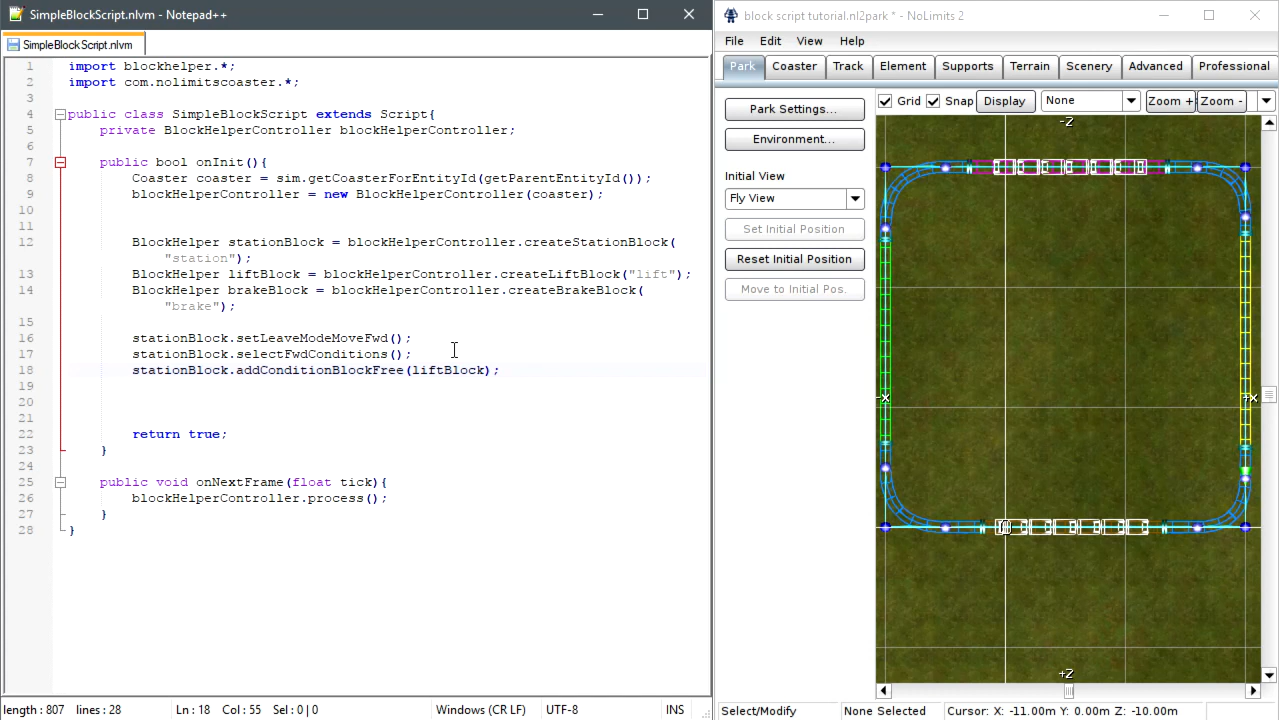 SimpleBlockScript.nlvm - Notepad++
SimpleBlockScript.nlvm
1 import blockhelper.*;
2 import com.nolimitscoaster.*;
3
4 public class SimpleBlockScript extends Script{
5 private BlockHelperController blockHelperController;
6
7 public bool onInit(){
8 Coaster coaster = sim.getCoasterForEntityId(getParentEntityId());
9 blockHelperController = new BlockHelperController(coaster);
10
11
12 BlockHelper stationBlock = blockHelperController.createStationBlock(
"station");
13 BlockHelper liftBlock = blockHelperController.createLiftBlock("lift");
14 BlockHelper brakeBlock = blockHelperController.createBrakeBlock(
"brake");
15
16 stationBlock.setLeaveModeMoveFwd();
17 stationBlock.selectFwdConditions();
18 stationBlock.addConditionBlockFree(liftBlock);
19
20
21
22 return true;
23 }
24
25 public void onNextFrame(float tick){
26 blockHelperController.process();
27 }
28 }
length : 807 lines : 28 Ln : 18 Col : 55 Sel : 0 | 0 Windows (CR LF) UTF-8 INS
block script tutorial.nl2park * - NoLimits 2
File Edit View Help
Park Coaster Track Element Supports Terrain Scenery Advanced Professional
Park Settings...
Environment...
Initial View
Fly View
Set Initial Position
Reset Initial Position
Move to Initial Pos.
Grid Snap Display None Zoom + Zoom -
-Z
-X
+X
+Z
Select/Modify None Selected Cursor: X: -11.00m Y: 0.00m Z: -10.00m